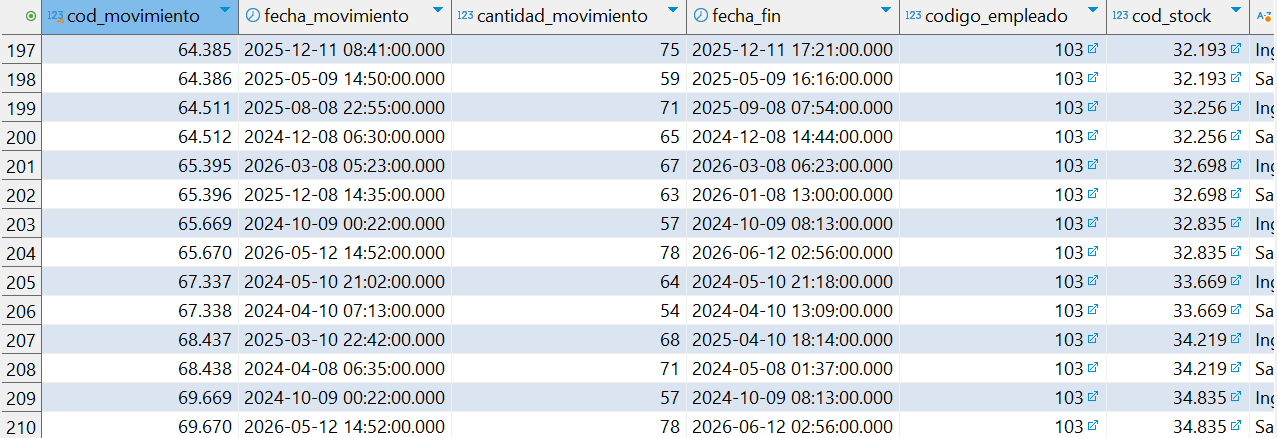 123 cod_movimiento fecha_movimiento 123 cantidad_movimiento fecha_fin 123 codigo_empleado 123 cod_stock A-Z
197 64.385 2025-12-11 08:41:00.000 75 2025-12-11 17:21:00.000 103 32.193 Ing
198 64.386 2025-05-09 14:50:00.000 59 2025-05-09 16:16:00.000 103 32.193 Sa
199 64.511 2025-08-08 22:55:00.000 71 2025-09-08 07:54:00.000 103 32.256 Ing
200 64.512 2024-12-08 06:30:00.000 65 2024-12-08 14:44:00.000 103 32.256 Sa
201 65.395 2026-03-08 05:23:00.000 67 2026-03-08 06:23:00.000 103 32.698 Ing
202 65.396 2025-12-08 14:35:00.000 63 2026-01-08 13:00:00.000 103 32.698 Sa
203 65.669 2024-10-09 00:22:00.000 57 2024-10-09 08:13:00.000 103 32.835 Ing
204 65.670 2026-05-12 14:52:00.000 78 2026-06-12 02:56:00.000 103 32.835 Sa
205 67.337 2024-05-10 21:02:00.000 64 2024-05-10 21:18:00.000 103 33.669 Ing
206 67.338 2024-04-10 07:13:00.000 54 2024-04-10 13:09:00.000 103 33.669 Sa
207 68.437 2025-03-10 22:42:00.000 68 2025-04-10 18:14:00.000 103 34.219 Ing
208 68.438 2024-04-08 06:35:00.000 71 2024-05-08 01:37:00.000 103 34.219 Sa
209 69.669 2024-10-09 00:22:00.000 57 2024-10-09 08:13:00.000 103 34.835 Ing
210 69.670 2026-05-12 14:52:00.000 78 2026-06-12 02:56:00.000 103 34.835 Sa